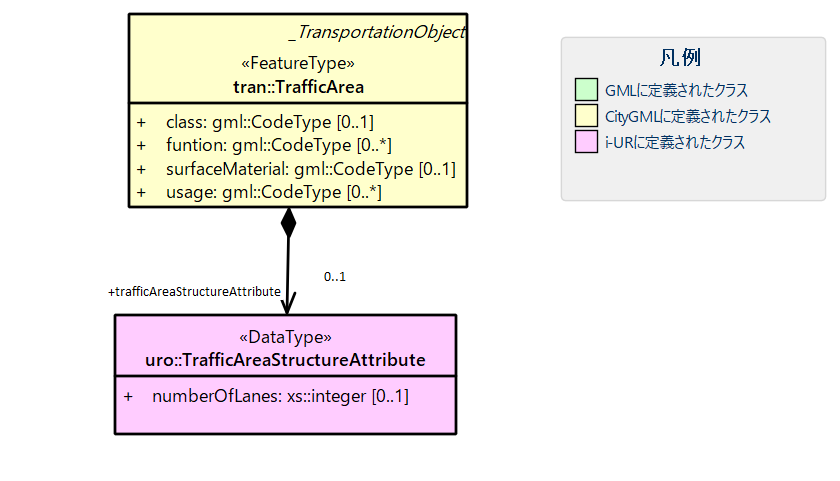 _TransportationObject
«FeatureType»
tran::TrafficArea
+ class: gml::CodeType [0..1]
+ funtion: gml::CodeType [0..*]
+ surfaceMaterial: gml::CodeType [0..1]
+ usage: gml::CodeType [0..*]
0..1
+trafficAreaStructureAttribute
«DataType»
uro::TrafficAreaStructureAttribute
+ numberOfLanes: xs::integer [0..1]
凡例
GMLに定義されたクラス
CityGMLに定義されたクラス
i-URに定義されたクラス